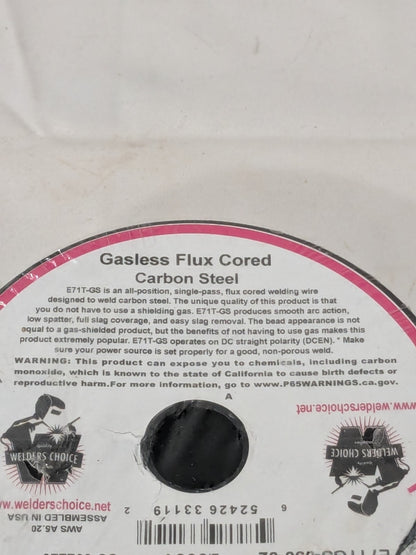 Gasless Flux Cored
Carbon Steel
E71T-GS is an all-position, single-pass, flux cored welding wire
designed to weld carbon steel. The unique quality of this product is that
you do not have to use a shielding gas. E71T-GS produces smooth arc action,
low spatter, full slag coverage, and easy slag removal. The bead appearance is not
equal to a gas-shielded product, but the benefits of not having to use gas makes this
product extremely popular. E71T-GS operates on DC straight polarity (DCEN). * Make
sure your power source is set properly for a good, non-porous weld.
WARNING: This product can expose you to chemicals, including carbon
monoxide, which is known to the state of California to cause birth defects or
reproductive harm.For more information, go to www.P65WARNINGS.ca.gov.
A
WELDERS CHOICE
www.welderschoice.net
AWS A5.20
ASSEMBLED IN USA
WELDERS CHOICE
www.welderschoice.net
6 52426 33119 2